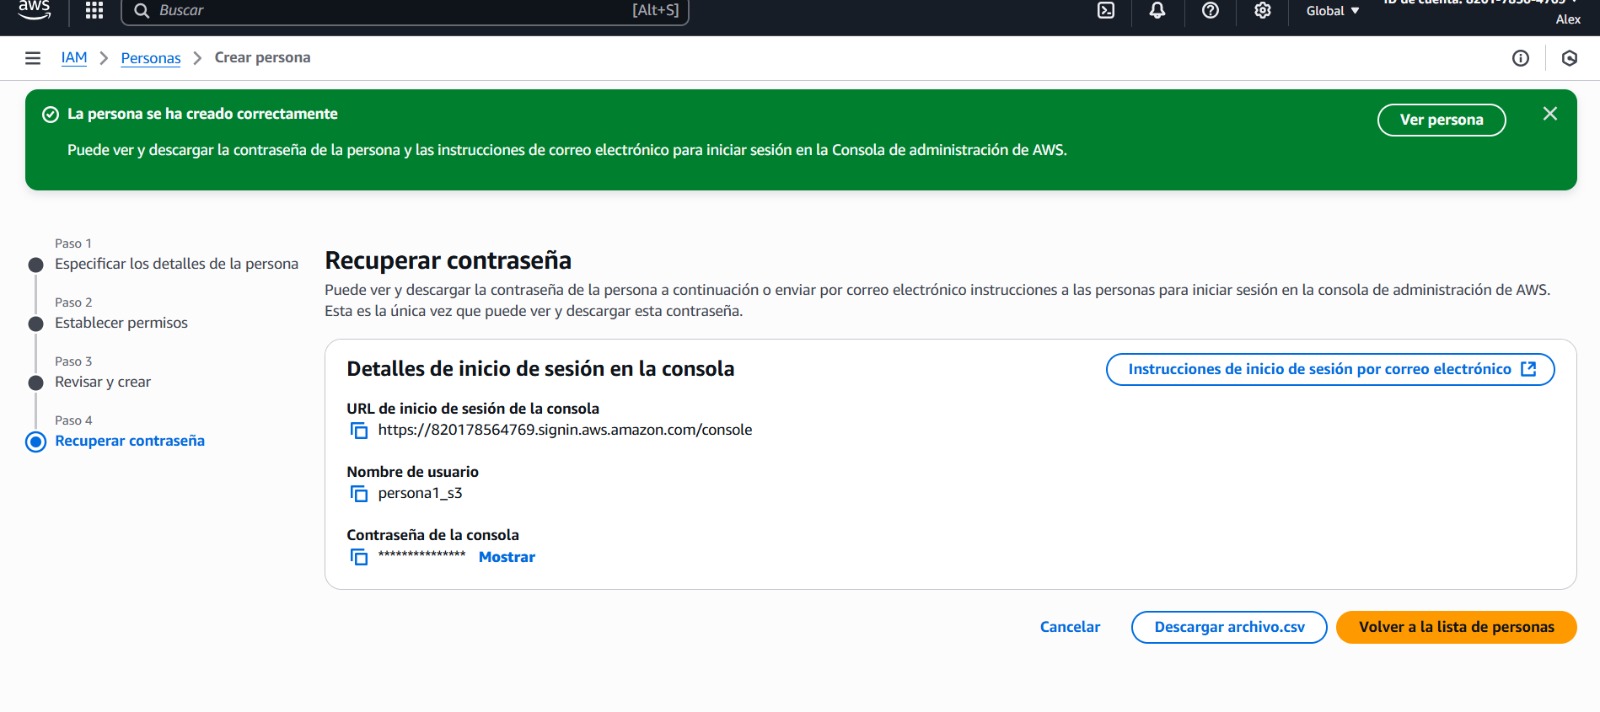 aws
Buscar
[Alt+S]
Global
Alex
IAM > Personas > Crear persona
La persona se ha creado correctamente
Puede ver y descargar la contraseña de la persona y las instrucciones de correo electrónico para iniciar sesión en la Consola de administración de AWS.
Ver persona
Paso 1
Especificar los detalles de la persona
Paso 2
Establecer permisos
Paso 3
Revisar y crear
Paso 4
Recuperar contraseña
Recuperar contraseña
Puede ver y descargar la contraseña de la persona a continuación o enviar por correo electrónico instrucciones a las personas para iniciar sesión en la consola de administración de AWS.
Esta es la única vez que puede ver y descargar esta contraseña.
Detalles de inicio de sesión en la consola
Instrucciones de inicio de sesión por correo electrónico
URL de inicio de sesión de la consola
https://820178564769.signin.aws.amazon.com/console
Nombre de usuario
persona1_s3
Contraseña de la consola
*************** Mostrar
Cancelar
Descargar archivo.csv
Volver a la lista de personas